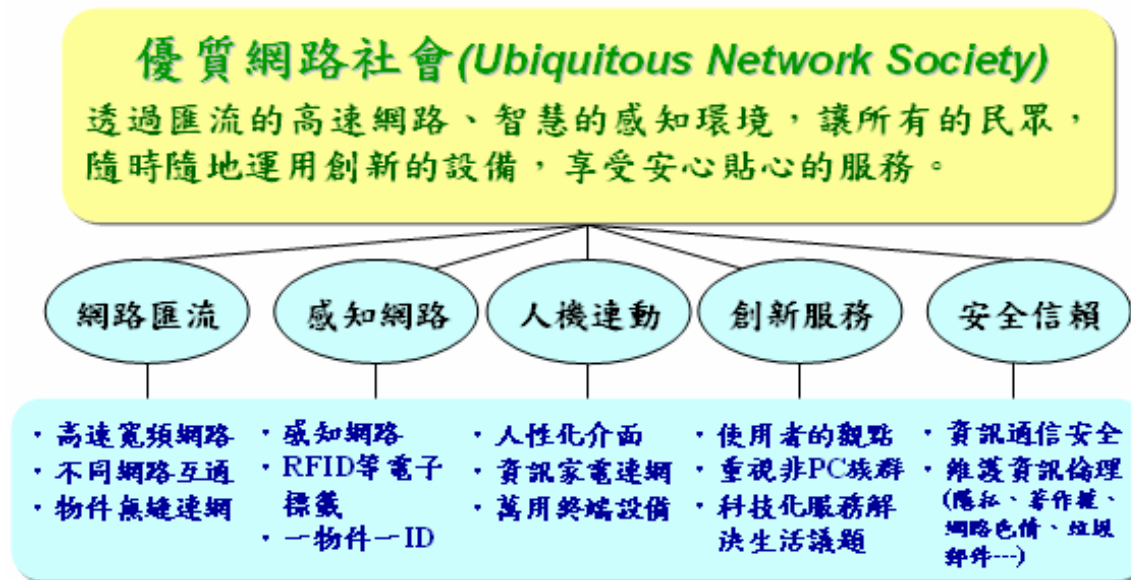 優質網路社會(Ubiquitous Network Society)
透過匯流的高速網路、智慧的感知環境，讓所有的民眾，
隨時隨地運用創新的設備，享受安心貼心的服務。
網路匯流
感知網路
人機連動
創新服務
安全信賴
·高速寬頻網路
·不同網路互通
·物件無縫連網
·感知網路
·RFID等電子
標籤
·一物件一ID
·人性化介面
·資訊家電連網
·萬用終端設備
·使用者的觀點
·重視非PC族群
·科技化服務解
決生活議題
·資訊通信安全
·維護資訊倫理
(隱私、著作權、
網路色情、垃圾
郵件---)